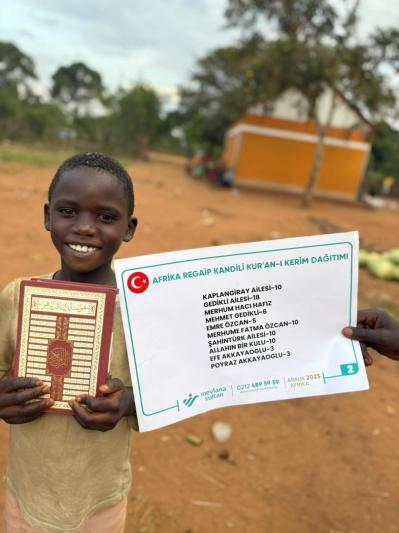 AFRİKA REGAİP KANDİLİ KUR'AN-I KERİM DAĞITIMI
KAPLANGİRAY AİLESİ-10
GEDİKLİ AİLESİ-18
MERHUM HACI HAFIZ
MEHMET GEDİKLİ-6
EMRE ÖZCAN-5
MERHUME FATMA ÖZCAN-10
ŞAHİNTÜRK AİLESİ-10
ALLAHIN BİR KULU-10
EFE AKKAYAOGLU-3
POYRAZ AKKAYAOGLU-3
mevlana
sultan
0212 489 59 59
ARALIK 2025
AFRİKA
2